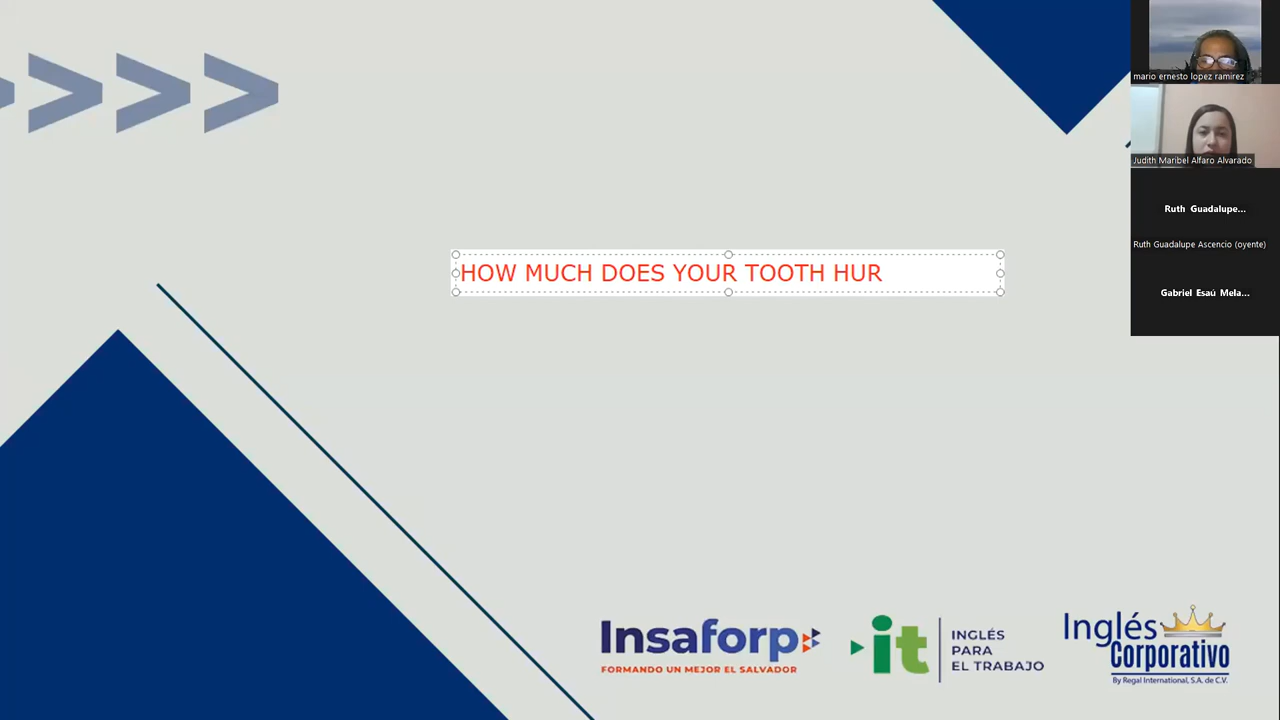 HOW MUCH DOES YOUR TOOTH HUR
mario ernesto lopez ramirez
Judith Maribel Alfaro Alvarado
Ruth Guadalupe...
Ruth Guadalupe Ascencio (oyente)
Gabriel Esaú Mela...
Insaforp
FORMANDO UN MEJOR EL SALVADOR
it
INGLÉS
PARA
EL TRABAJO
Inglés
Corporativo
By Regal International, S.A. de C.V.